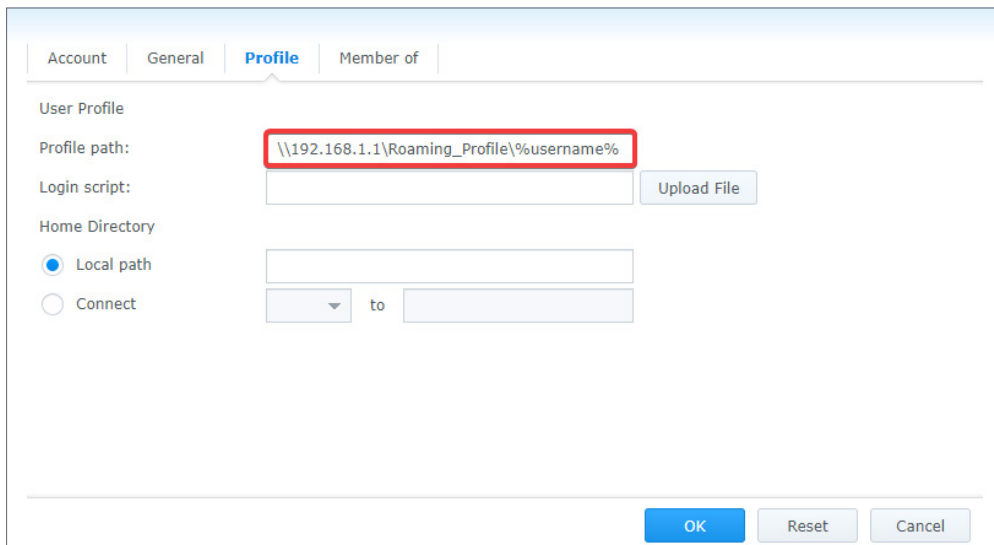 Account General Profile Member of
User Profile
Profile path: \\192.168.1.1\Roaming_Profile\%username%
Login script: Upload File
Home Directory
Local path
Connect to
OK Reset Cancel